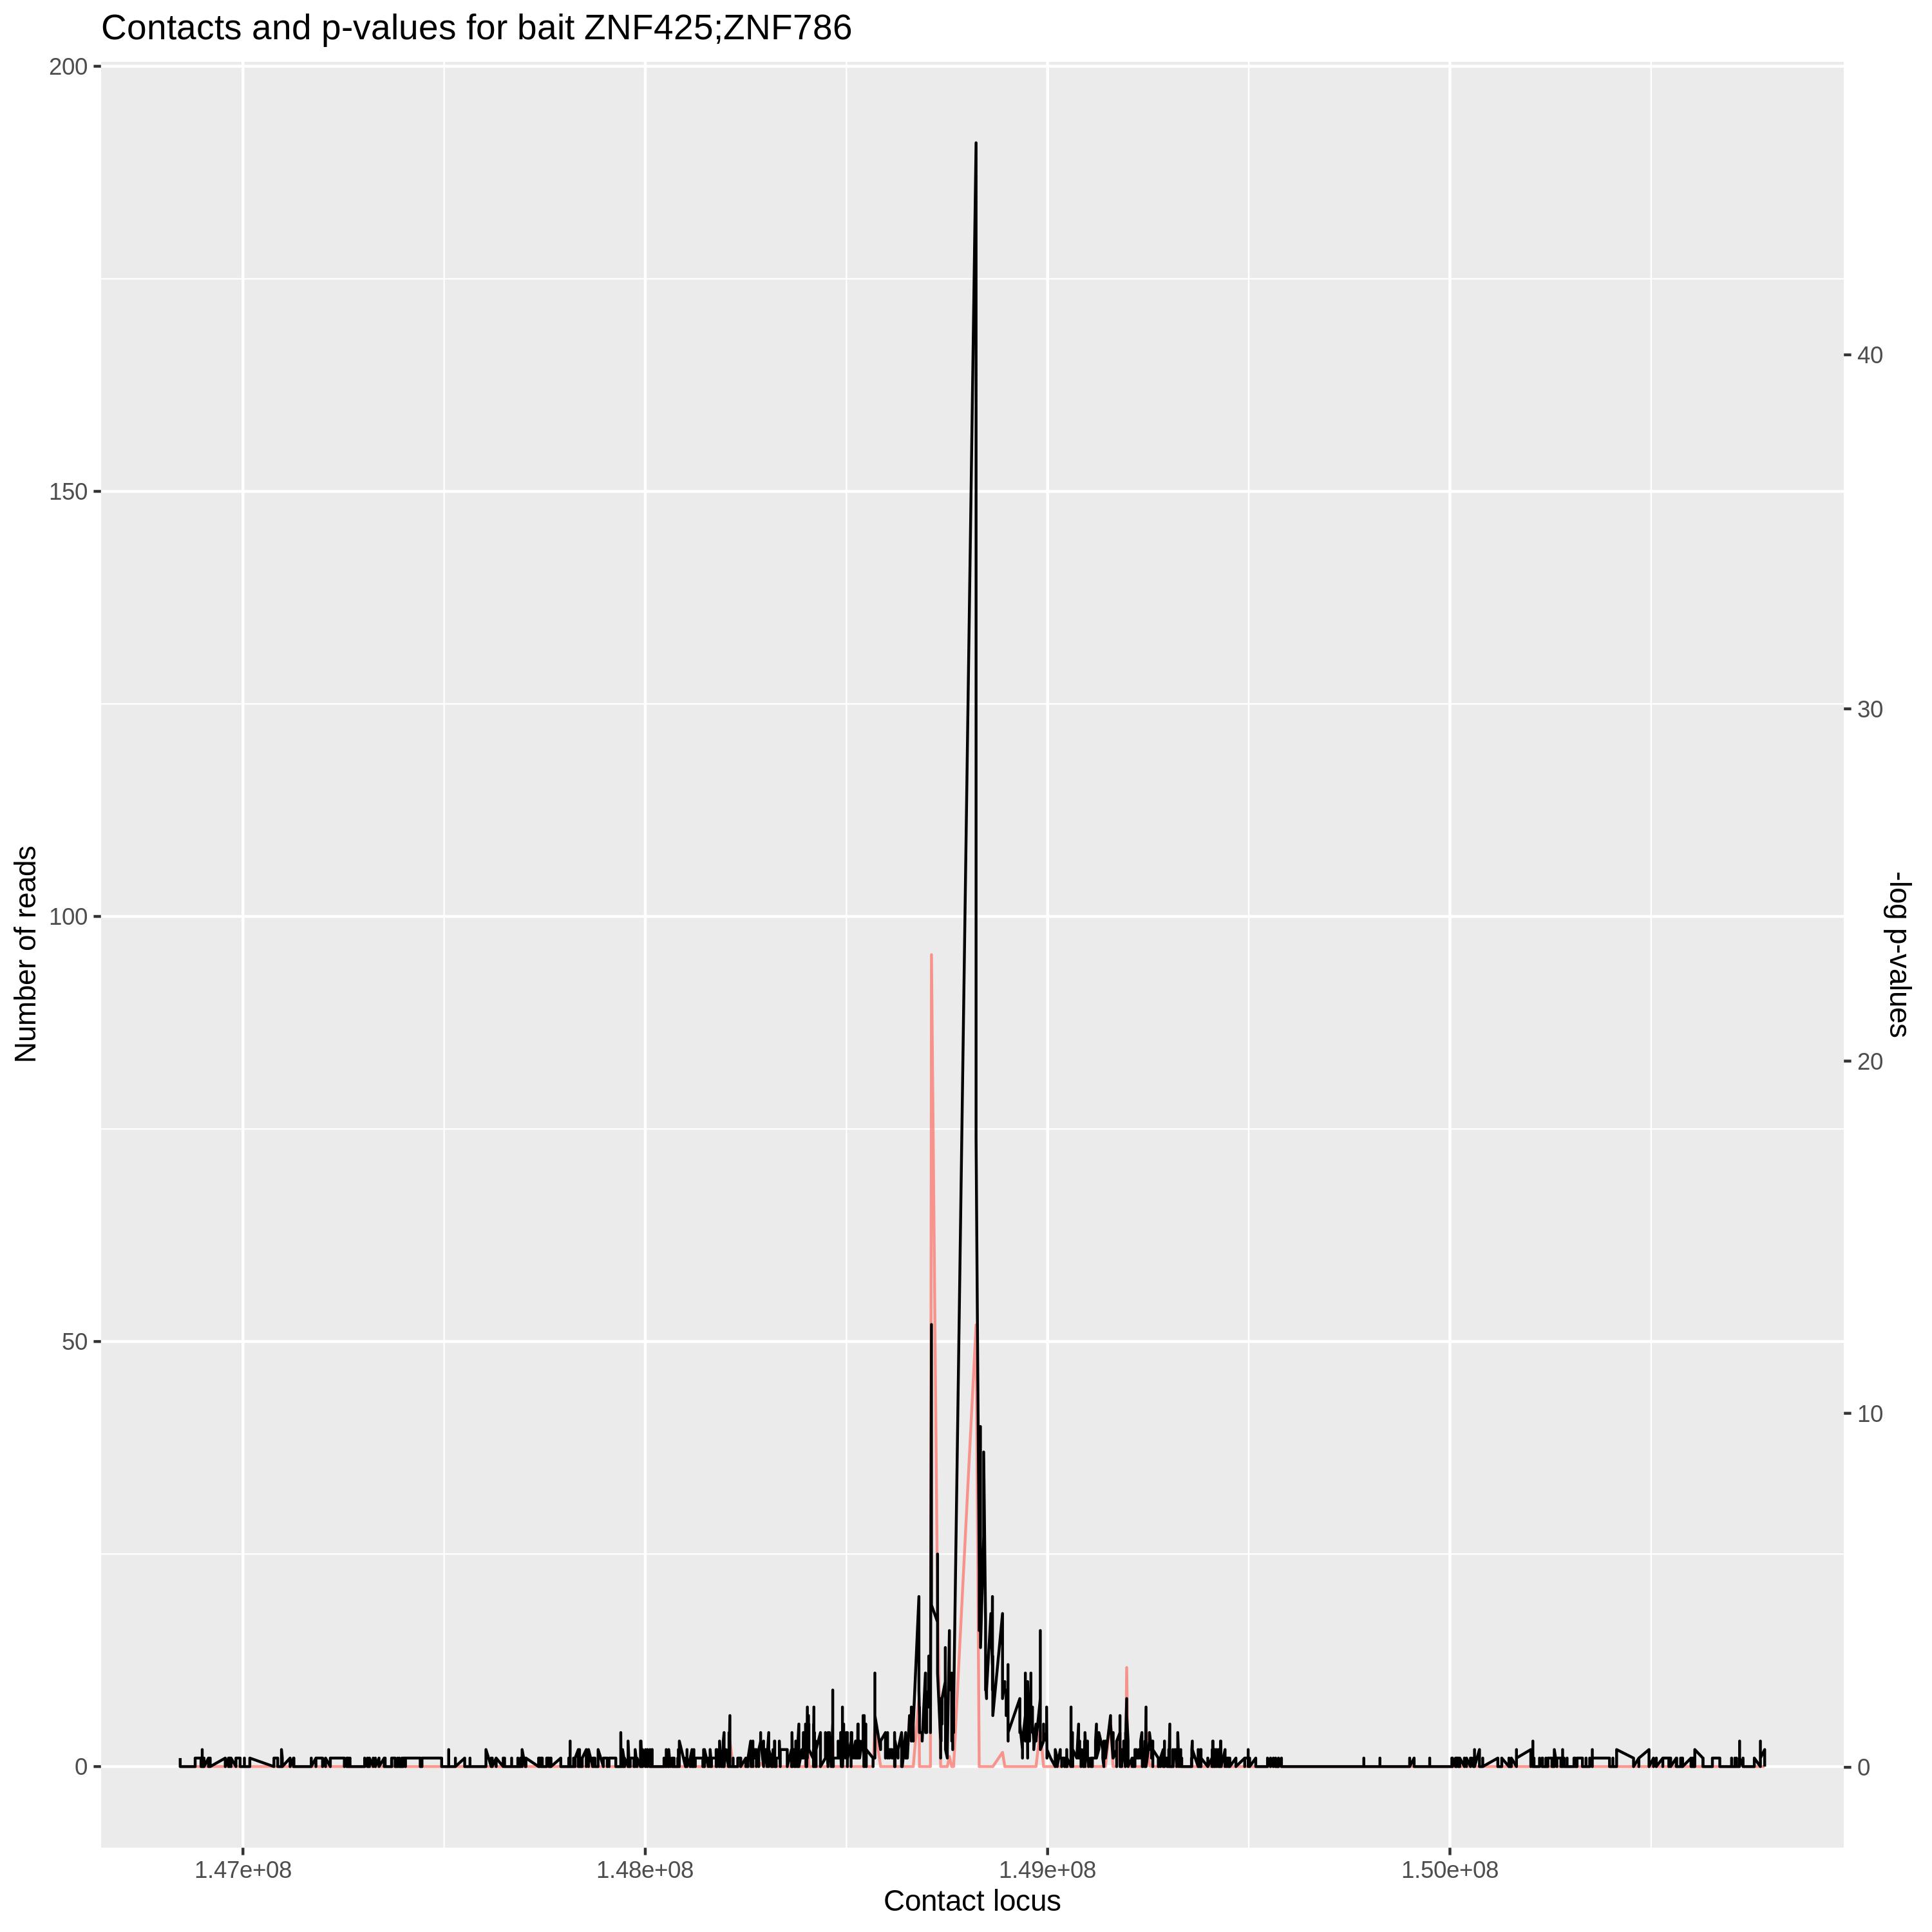 Contacts and p-values for bait ZNF425;ZNF786
200
150
100
50
0
Number of reads
40
30
20
10
0
-log p-values
1.47e+08
1.48e+08
1.49e+08
1.50e+08
Contact locus